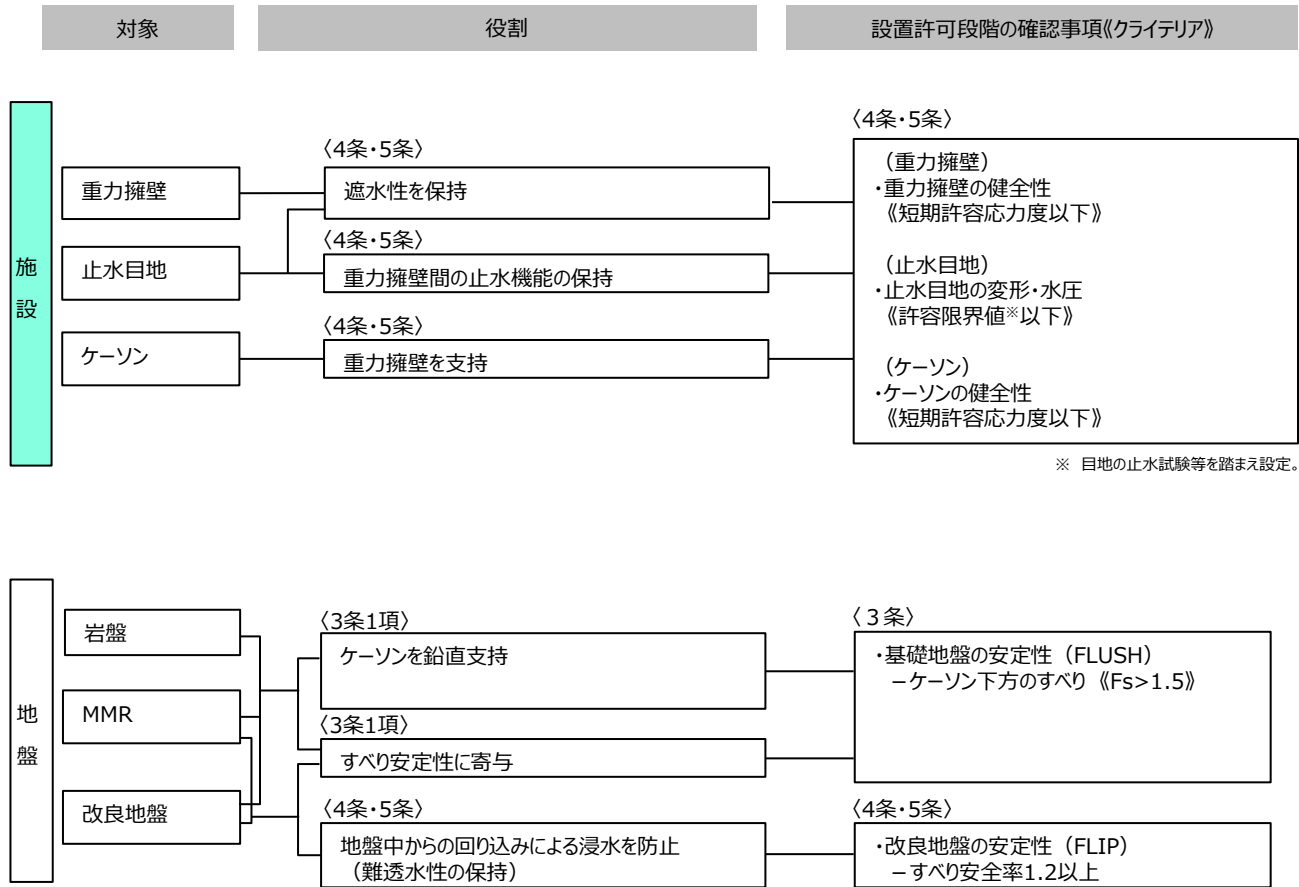 対象
役割
設置許可段階の確認事項《クライテリア》
施設
重力擁壁
止水目地
ケーソン
〈4条・5条〉
遮水性を保持
〈4条・5条〉
重力擁壁間の止水機能の保持
〈4条・5条〉
重力擁壁を支持
〈4条・5条〉
（重力擁壁）
・重力擁壁の健全性
《短期許容応力度以下》
（止水目地）
・止水目地の変形・水圧
《許容限界値※以下》
（ケーソン）
・ケーソンの健全性
《短期許容応力度以下》
※ 目地の止水試験等を踏まえ設定。
地盤
岩盤
MMR
改良地盤
〈3条1項〉
ケーソンを鉛直支持
〈3条1項〉
すべり安定性に寄与
〈4条・5条〉
地盤中からの回り込みによる浸水を防止
（難透水性の保持）
〈３条〉
・基礎地盤の安定性（FLUSH）
－ケーソン下方のすべり《Fs>1.5》
〈4条・5条〉
・改良地盤の安定性（FLIP）
－すべり安全率1.2以上